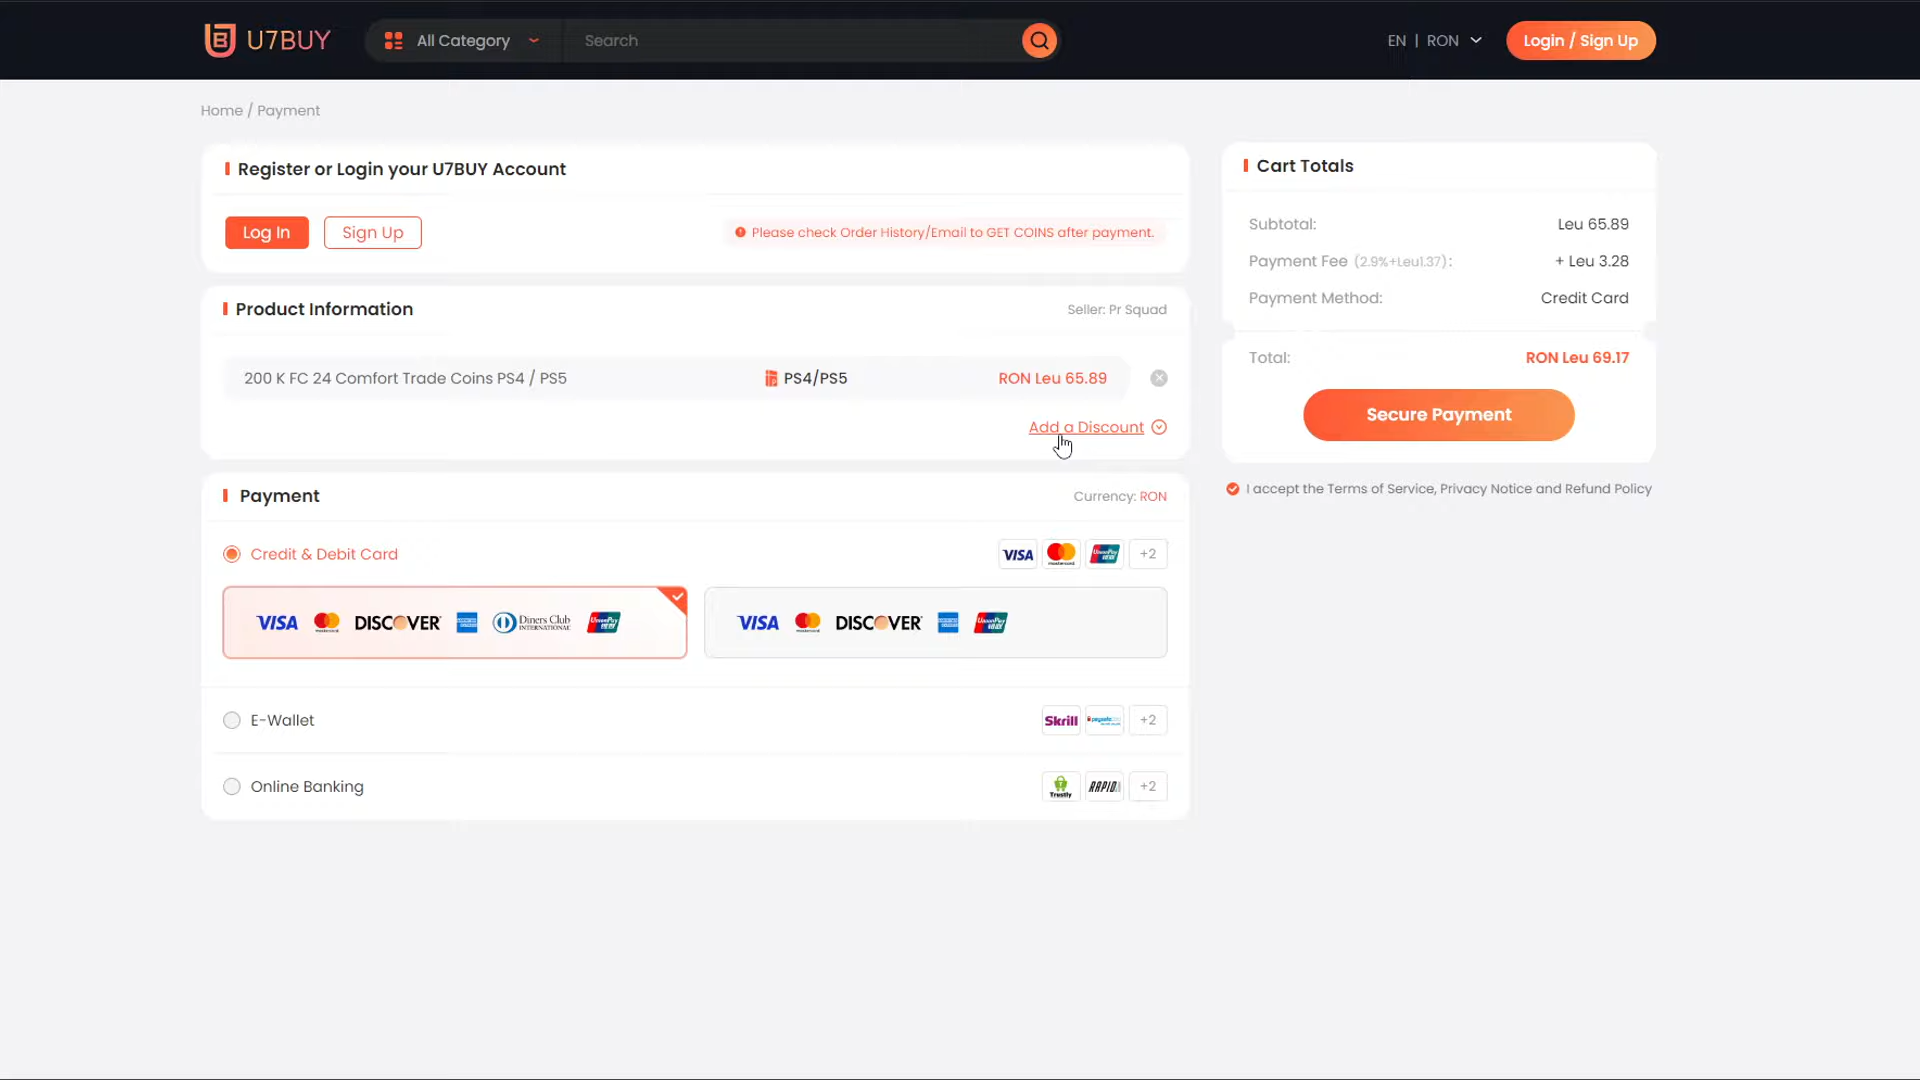 U7BUY
All Category
Search
EN | RON
Login / Sign Up
Home / Payment
Register or Login your U7BUY Account
Log In
Sign Up
Please check Order History/Email to GET COINS after payment.
Product Information
Seller: Pr Squad
200 K FC 24 Comfort Trade Coins PS4 / PS5
PS4/PS5
RON Leu 65.89
Add a Discount
Payment
Currency: RON
Credit & Debit Card
VISA
mastercard
UnionPay
+2
VISA
DISCOVER
Diners Club
INTERNATIONAL
UnionPay
VISA
DISCOVER
UnionPay
E-Wallet
Skrill
+2
Online Banking
Trustly
RAPID
+2
Cart Totals
Subtotal:
Leu 65.89
Payment Fee (2.9%+Leu1.37):
+ Leu 3.28
Payment Method:
Credit Card
Total:
RON Leu 69.17
Secure Payment
I accept the Terms of Service, Privacy Notice and Refund Policy